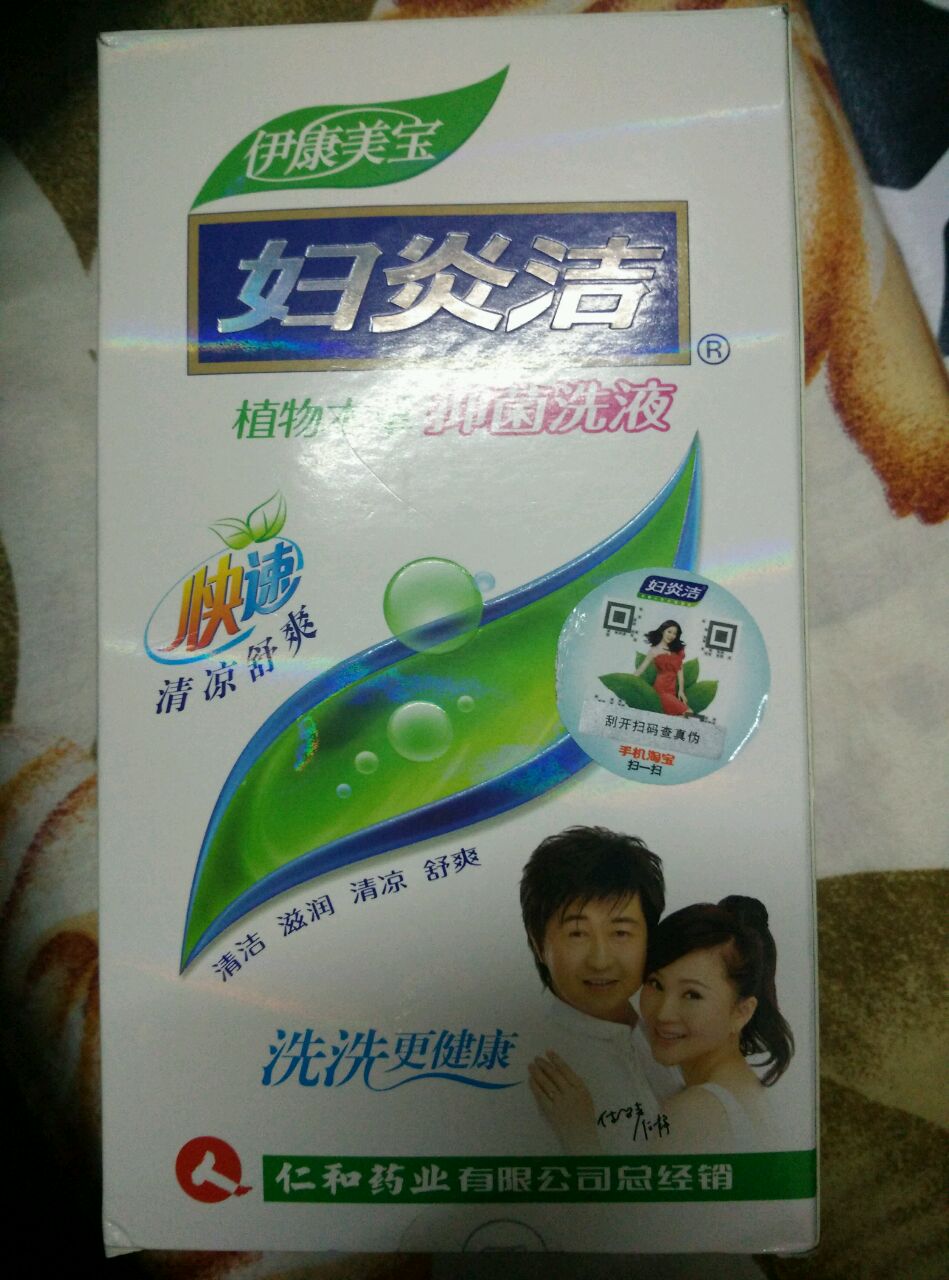 伊康美宝
妇炎洁
®
植物本草 抑菌洗液
快速
清凉舒爽
妇炎洁
刮开扫码查真伪
手机淘宝
扫一扫
清洁 滋润 清凉 舒爽
洗洗更健康
仁和药业有限公司总经销